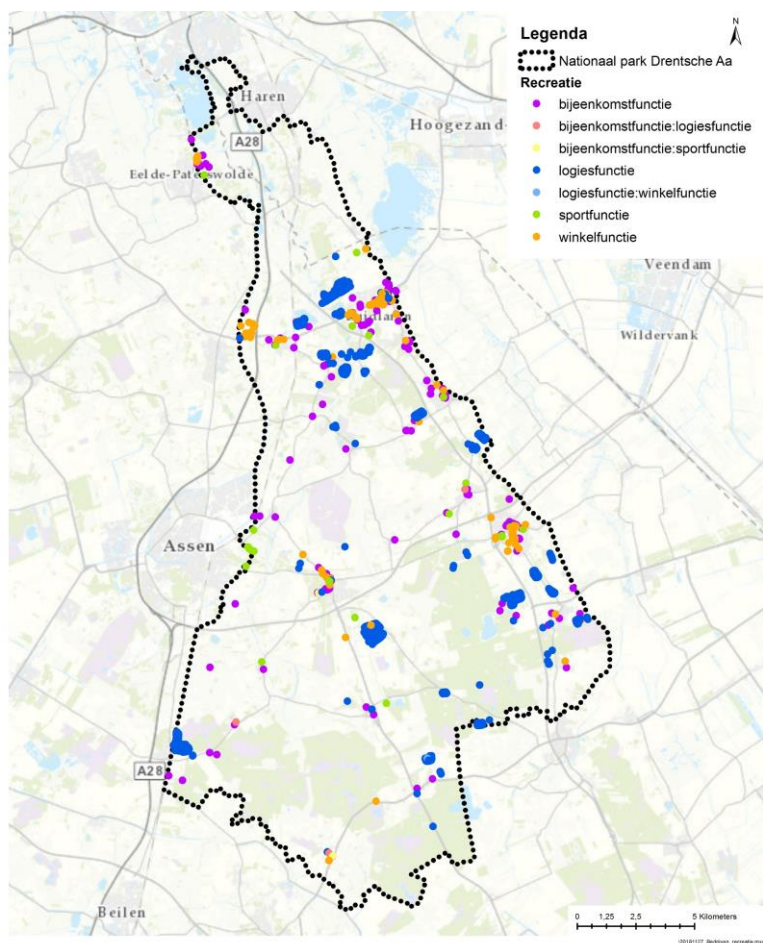 Legenda
N
Nationaal park Drentsche Aa
Recreatie
bijeenkomstfunctie
bijeenkomstfunctie:logiesfunctie
bijeenkomstfunctie:sportfunctie
logiesfunctie
logiesfunctie:winkelfunctie
sportfunctie
winkelfunctie
Haren
A28
Hoogezand-
Eelde-Paterswolde
Veendam
Wildervank
Assen
A28
Beilen
0 1,25 2,5 5 Kilometers